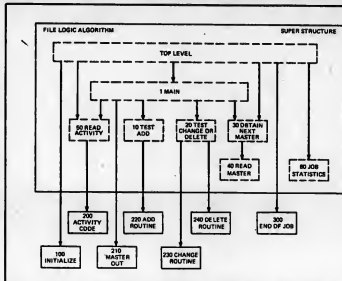 FILE LOGIC ALGORITHM
SUPER STRUCTURE
TOP LEVEL
1 MAIN
50 READ
ACTIVITY
10 TEST
ADD
20 TEST
CHANGE OR
DELETE
30 OBTAIN
NEXT
MASTER
40 READ
MASTER
80 JOB
STATISTICS
200
ACTIVITY
CODE
220 ADD
ROUTINE
240 DELETE
ROUTINE
300
END OF JOB
100
INITIALIZE
210
MASTER
OUT
230 CHANGE
ROUTINE